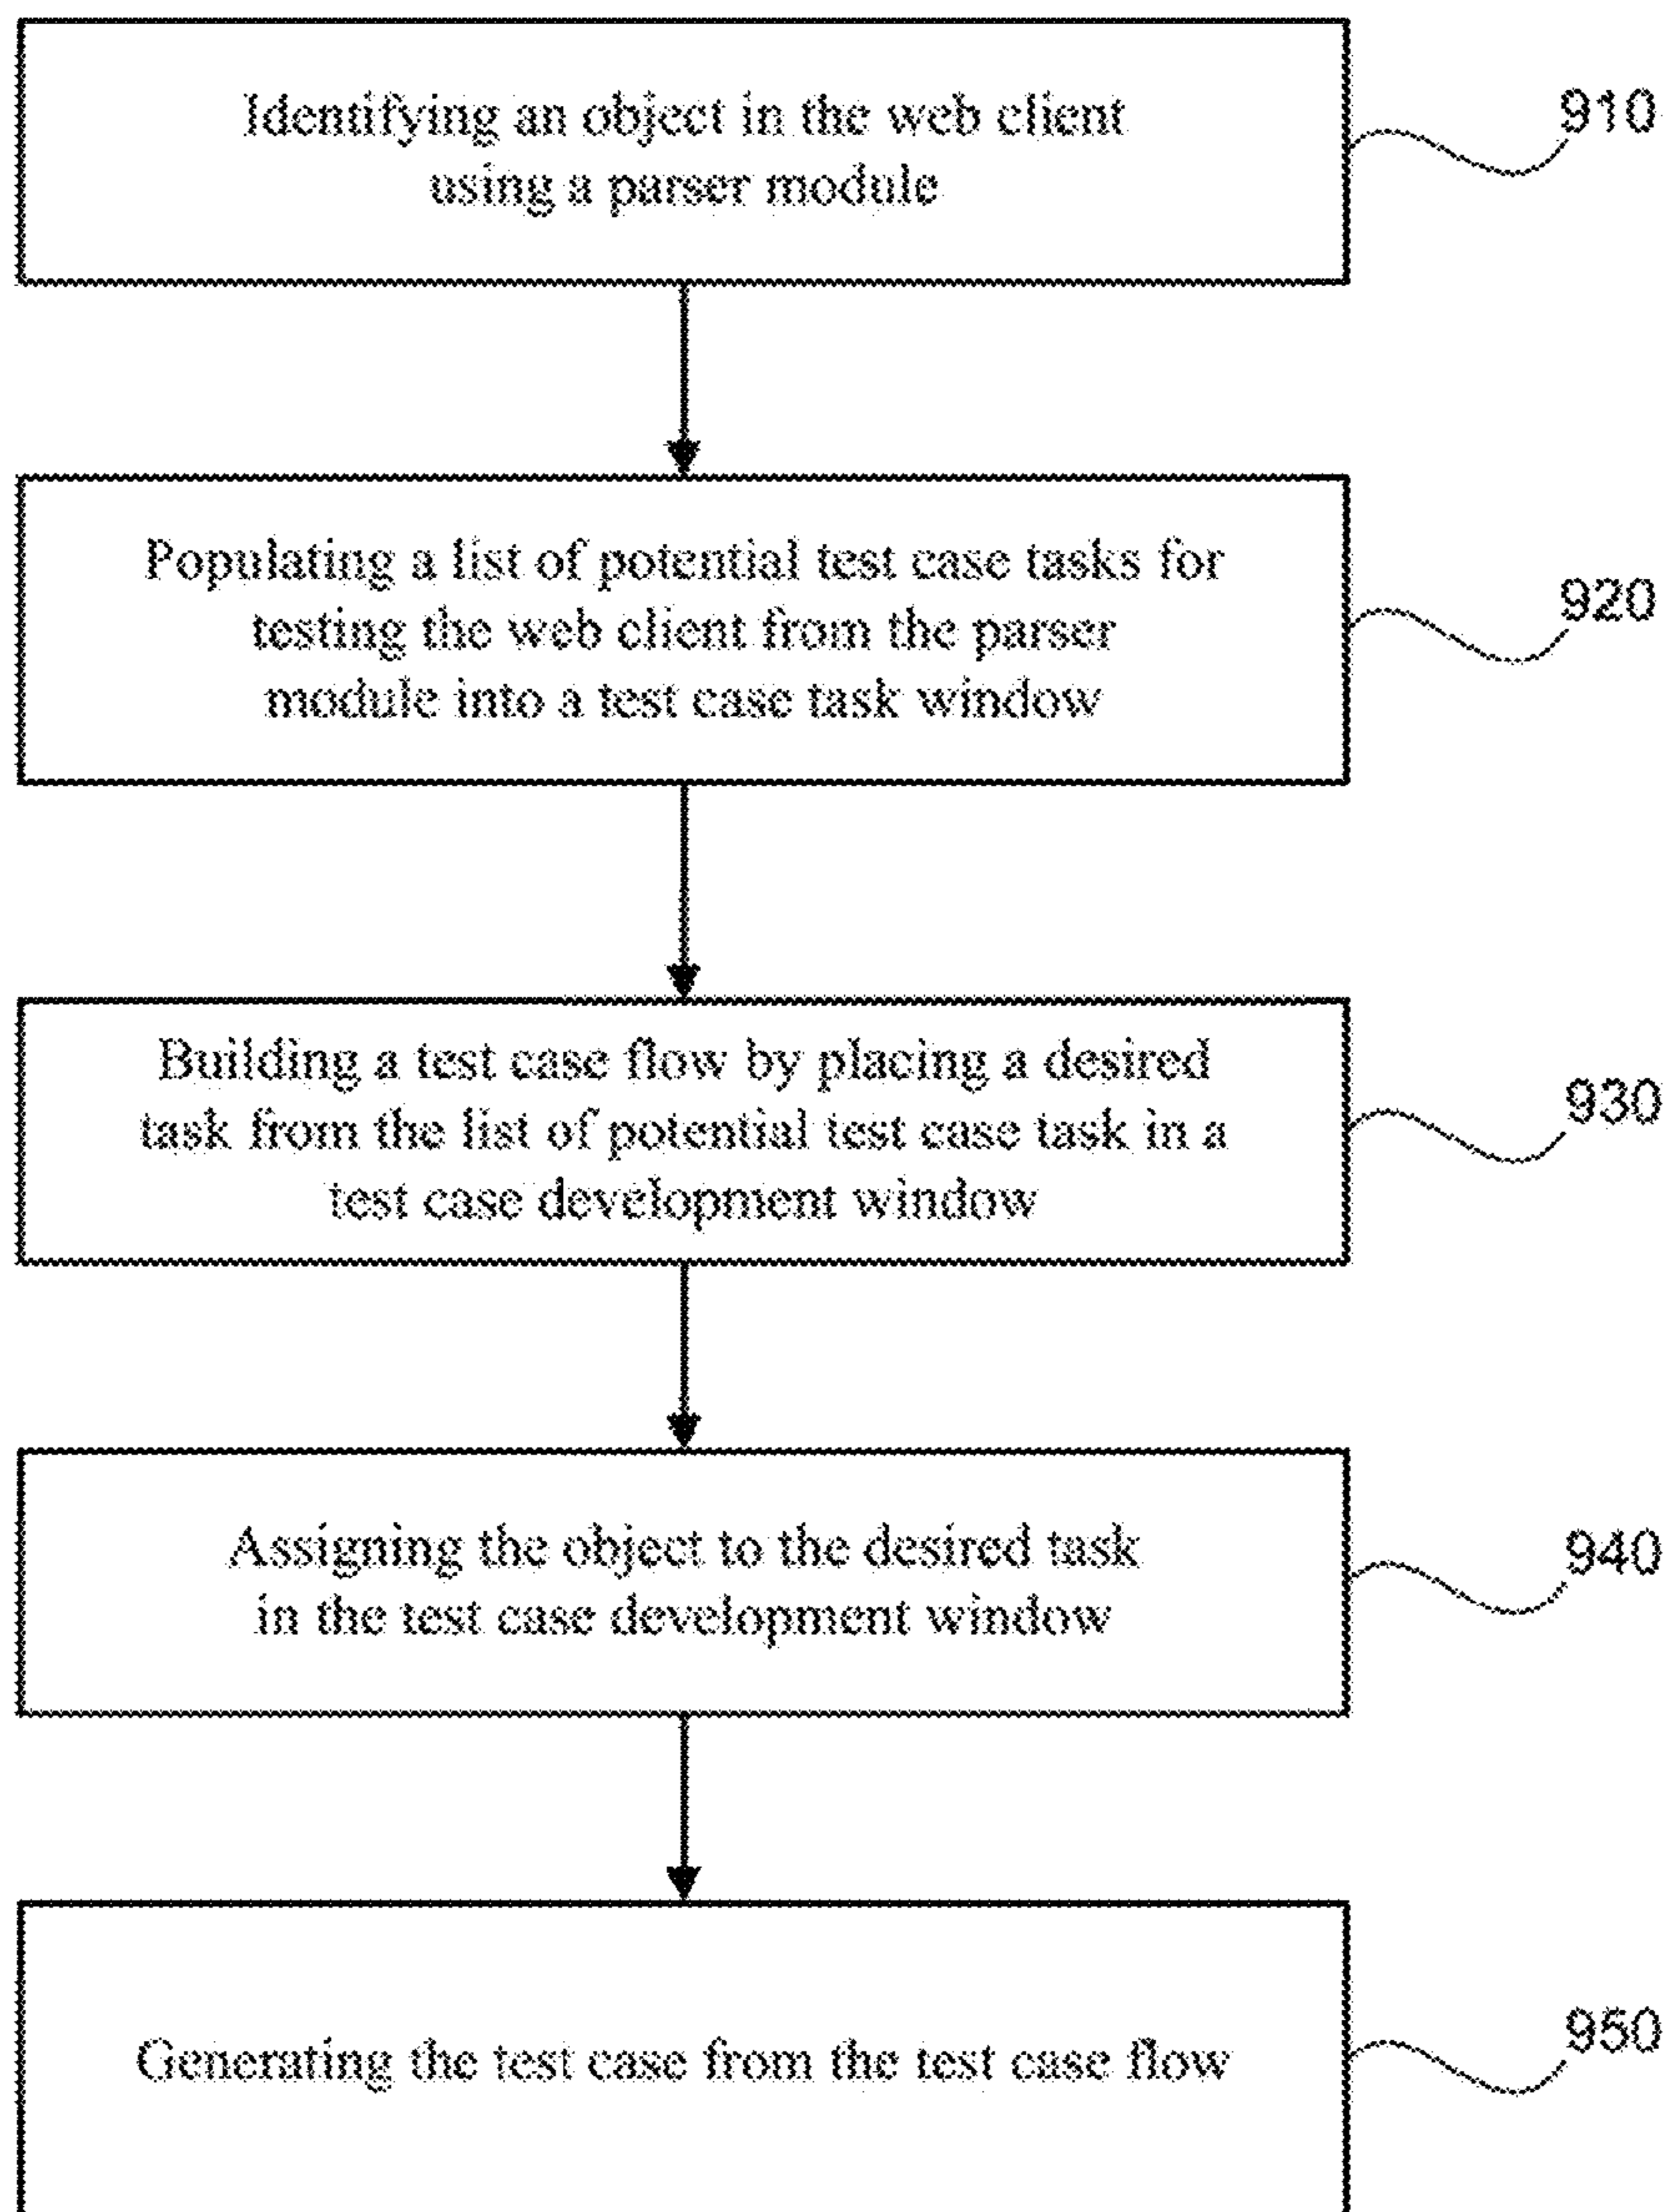 Identifying an object in the web client
using a parser module
910
Populating a list of potential test case tasks for
testing the web client from the parser
module into a test case task window
920
Building a test case flow by placing a desired
task from the list of potential test case task in a
test case development window
930
Assigning the object to the desired task
in the test case development window
940
Generating the test case from the test case flow
950